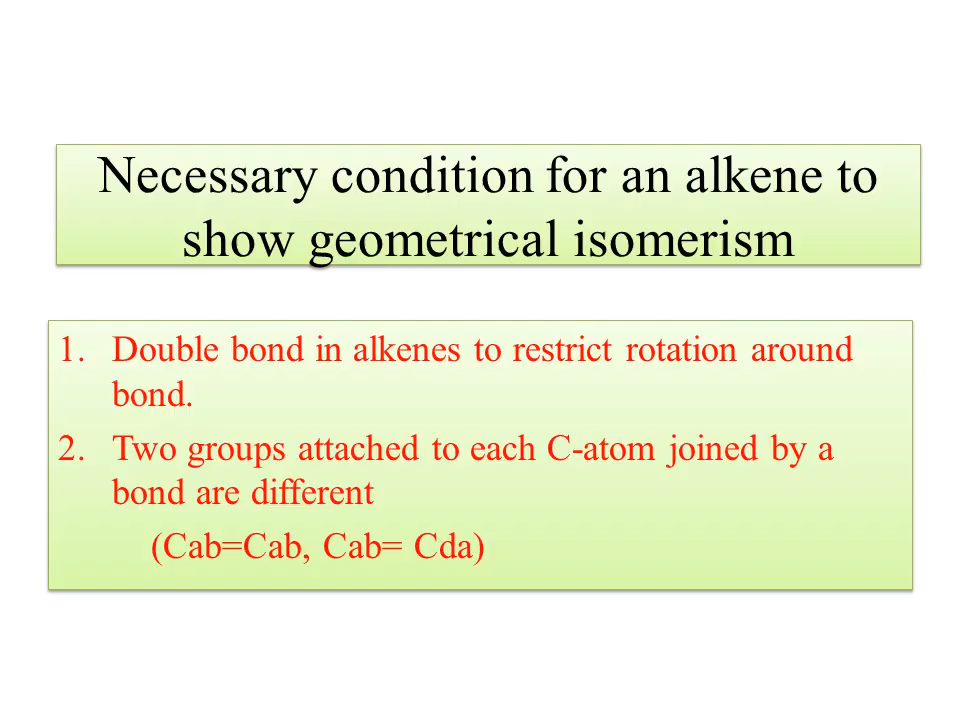 Necessary condition for an alkene to
show geometrical isomerism
1. Double bond in alkenes to restrict rotation around
bond.
2. Two groups attached to each C-atom joined by a
bond are different
(Cab=Cab, Cab= Cda)